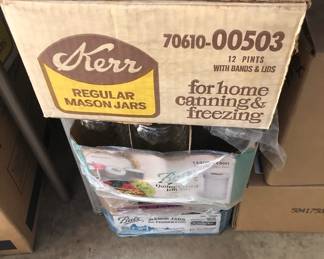 Kerr
REGULAR
MASON JARS
70610-00503
12 PINTS
WITH BANDS & LIDS
for home
canning &
freezing
Ball
Ball
MASON JARS